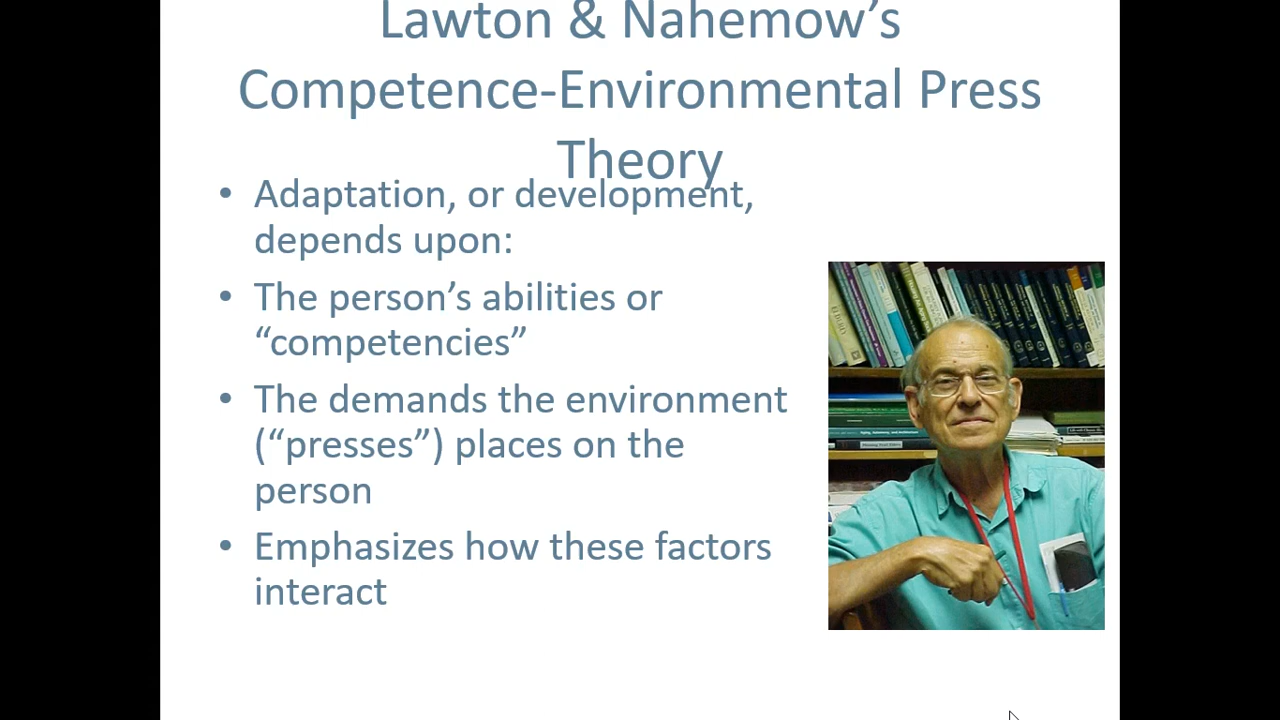 Lawton & Nahemow’s
Competence-Environmental Press
Theory
• Adaptation, or development,
depends upon:
• The person’s abilities or
“competencies”
• The demands the environment
(“presses”) places on the
person
• Emphasizes how these factors
interact